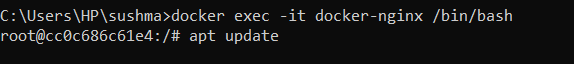 C:\Users\HP\sushma>docker exec -it docker-nginx /bin/bash
root@cc0c686c61e4:/# apt update